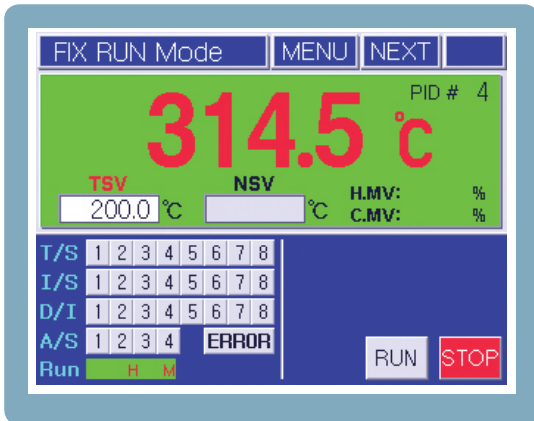 FIX RUN Mode MENU NEXT
PID # 4
314.5 °C
TSV NSV
200.0 °C °C
H.MV: %
C.MV: %
T/S 1 2 3 4 5 6 7 8
I/S 1 2 3 4 5 6 7 8
D/I 1 2 3 4 5 6 7 8
A/S 1 2 3 4 ERROR
Run H M
RUN STOP